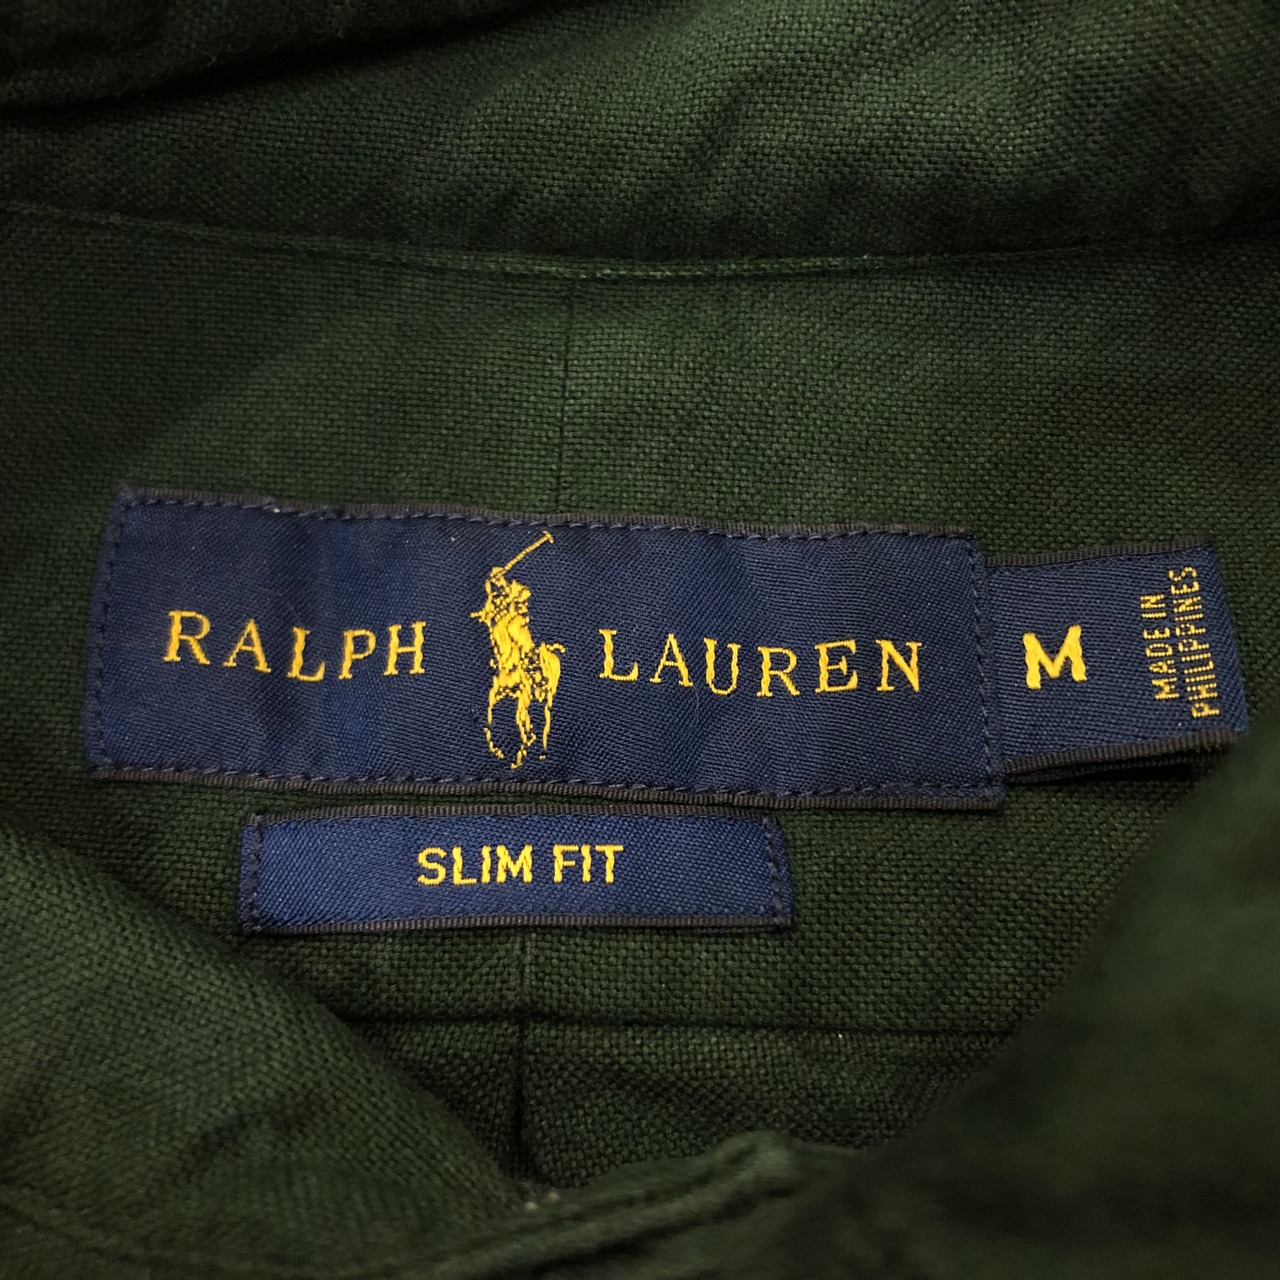 RALPH LAUREN
M
MADE IN
PHILIPPINES
SLIM FIT